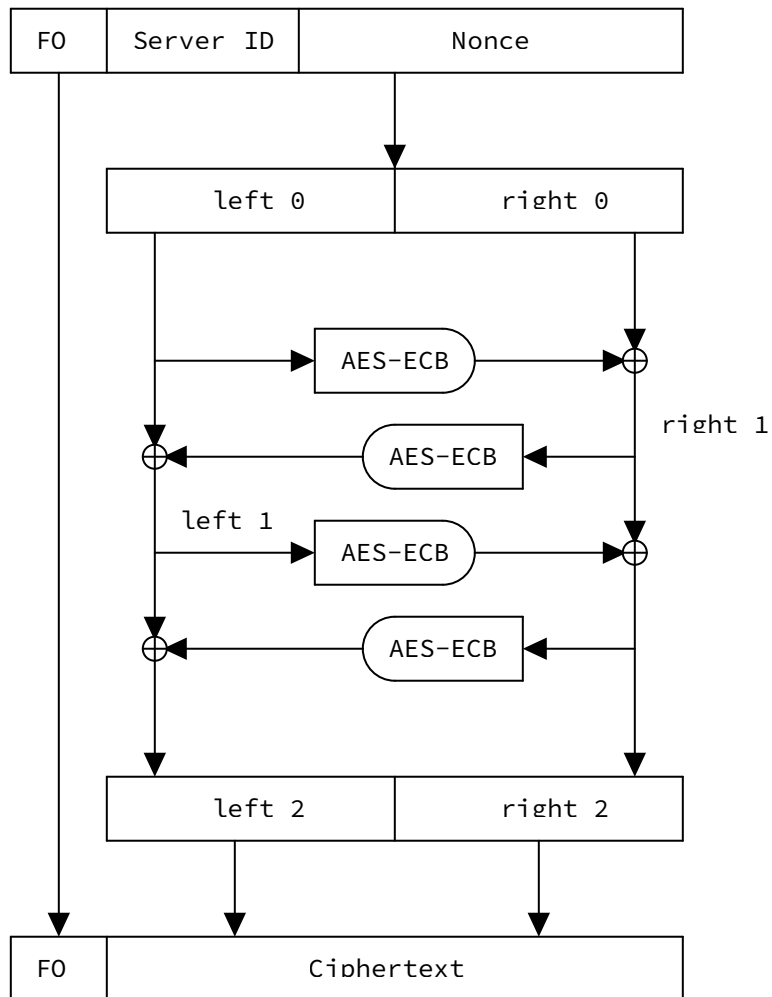 FO Server ID Nonce
left 0 right 0
AES-ECB
right 1
AES-ECB
left 1
AES-ECB
AES-ECB
left 2 right 2
FO Ciphertext